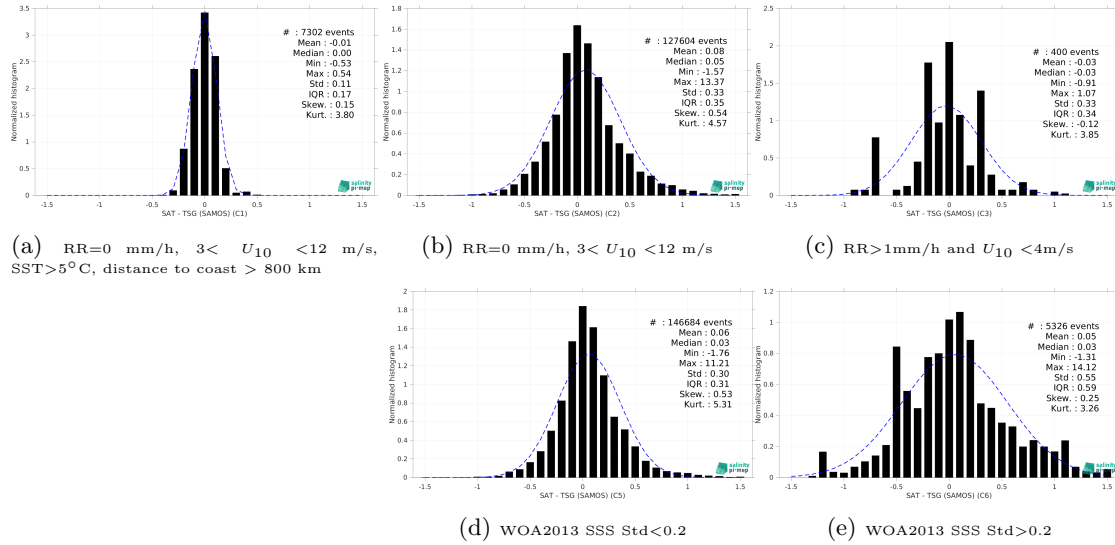 3.5
3
2.5
2
1.5
1
0.5
0
Normalized histogram
# : 7302 events
Mean : -0.01
Median : 0.00
Min : -0.53
Max : 0.54
Std : 0.11
IQR : 0.17
Skew. : 0.15
Kurt. : 3.80
salinity
pi-mep
-1.5 -1 -0.5 0 0.5 1 1.5
SAT - TSG (SAMOS) (C1)
(a) RR=0 mm/h, 3< U10 <12 m/s,
SST>5°C, distance to coast > 800 km
1.8
1.6
1.4
1.2
1
0.8
0.6
0.4
0.2
0
Normalized histogram
# : 127604 events
Mean : 0.08
Median : 0.05
Min : -1.57
Max : 13.37
Std : 0.33
IQR : 0.35
Skew. : 0.54
Kurt. : 4.57
salinity
pi-mep
-1.5 -1 -0.5 0 0.5 1 1.5
SAT - TSG (SAMOS) (C2)
(b) RR=0 mm/h, 3< U10 <12 m/s
2.5
2
1.5
1
0.5
0
Normalized histogram
# : 400 events
Mean : -0.03
Median : -0.03
Min : -0.91
Max : 1.07
Std : 0.33
IQR : 0.34
Skew. : -0.12
Kurt. : 3.85
salinity
pi-mep
-1.5 -1 -0.5 0 0.5 1 1.5
SAT - TSG (SAMOS) (C3)
(c) RR>1mm/h and U10 <4m/s
2
1.8
1.6
1.4
1.2
1
0.8
0.6
0.4
0.2
0
Normalized histogram
# : 146684 events
Mean : 0.06
Median : 0.03
Min : -1.76
Max : 11.21
Std : 0.30
IQR : 0.31
Skew. : 0.53
Kurt. : 5.31
salinity
pi-mep
-1.5 -1 -0.5 0 0.5 1 1.5
SAT - TSG (SAMOS) (C5)
(d) WOA2013 SSS Std<0.2
1.2
1
0.8
0.6
0.4
0.2
0
Normalized histogram
# : 5326 events
Mean : 0.05
Median : 0.03
Min : -1.31
Max : 14.12
Std : 0.55
IQR : 0.59
Skew. : 0.25
Kurt. : 3.26
salinity
pi-mep
-1.5 -1 -0.5 0 0.5 1 1.5
SAT - TSG (SAMOS) (C6)
(e) WOA2013 SSS Std>0.2